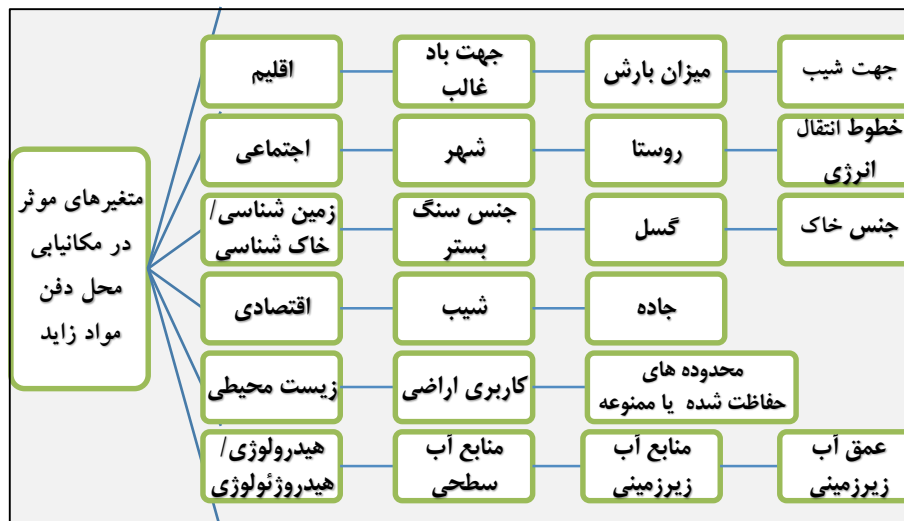 متغیرهای موثر
در مکانیابی
محل دفن
مواد زاید
اقلیم
جهت باد
غالب
میزان بارش
جهت شیب
اجتماعی
شهر
روستا
خطوط انتقال
انرژی
زمین شناسی/
خاک شناسی
جنس سنگ
بستر
گسل
جنس خاک
اقتصادی
شیب
جاده
زیست محیطی
کاربری اراضی
محدوده های
حفاظت شده یا ممنوعه
هیدرولوژی/
هیدروژئولوژی
منابع آب
سطحی
منابع آب
زیرزمینی
عمق آب
زیرزمینی